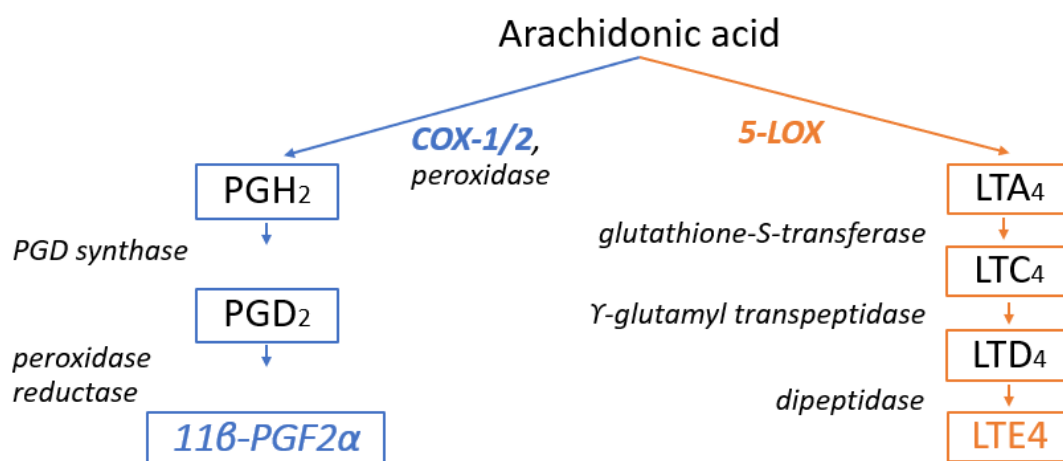 Arachidonic acid
COX-1/2,
peroxidase
5-LOX
PGH2
LTA4
PGD synthase
glutathione-S-transferase
LTC4
PGD2
ϒ-glutamyl transpeptidase
LTD4
peroxidase
reductase
dipeptidase
11β-PGF2α
LTE4